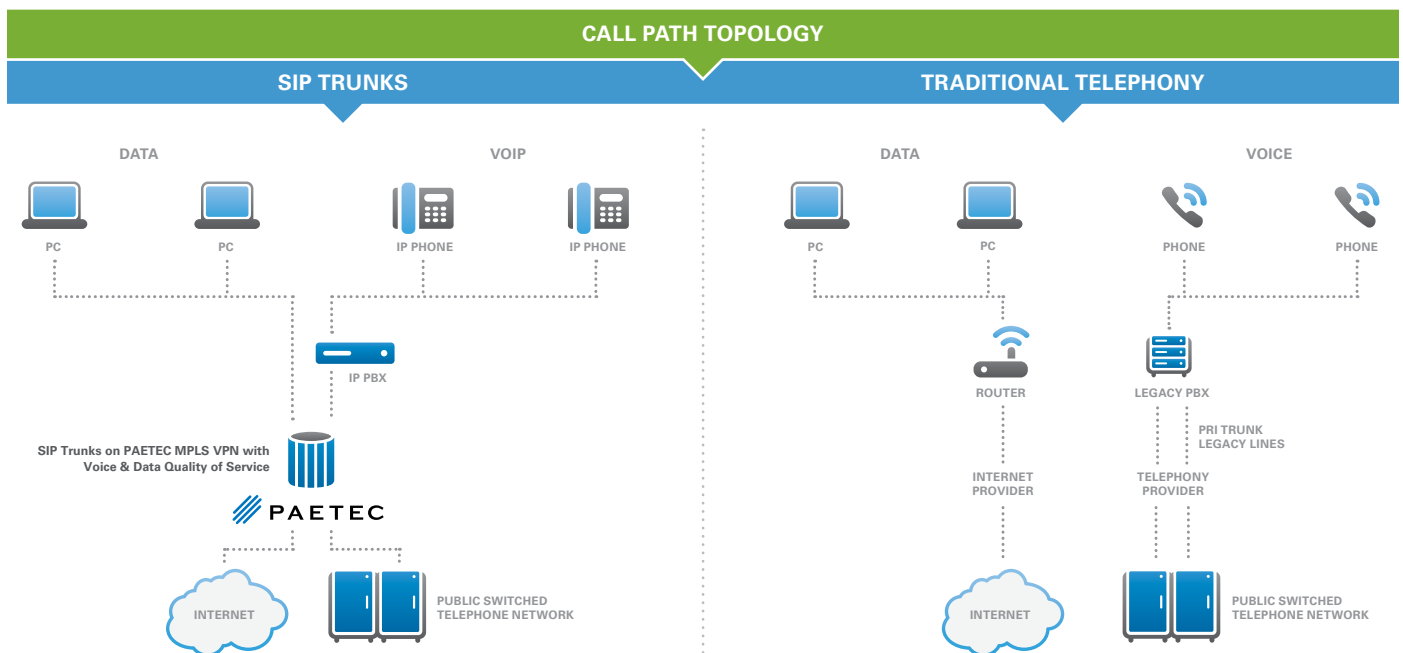 CALL PATH TOPOLOGY
SIP TRUNKS
DATA
VOIP
PC
PC
IP PHONE
IP PHONE
IP PBX
SIP Trunks on PAETEC MPLS VPN with
Voice & Data Quality of Service
PAETEC
INTERNET
PUBLIC SWITCHED
TELEPHONE NETWORK
TRADITIONAL TELEPHONY
DATA
VOICE
PC
PC
PHONE
PHONE
ROUTER
LEGACY PBX
PRI TRUNK
LEGACY LINES
INTERNET
PROVIDER
TELEPHONY
PROVIDER
INTERNET
PUBLIC SWITCHED
TELEPHONE NETWORK